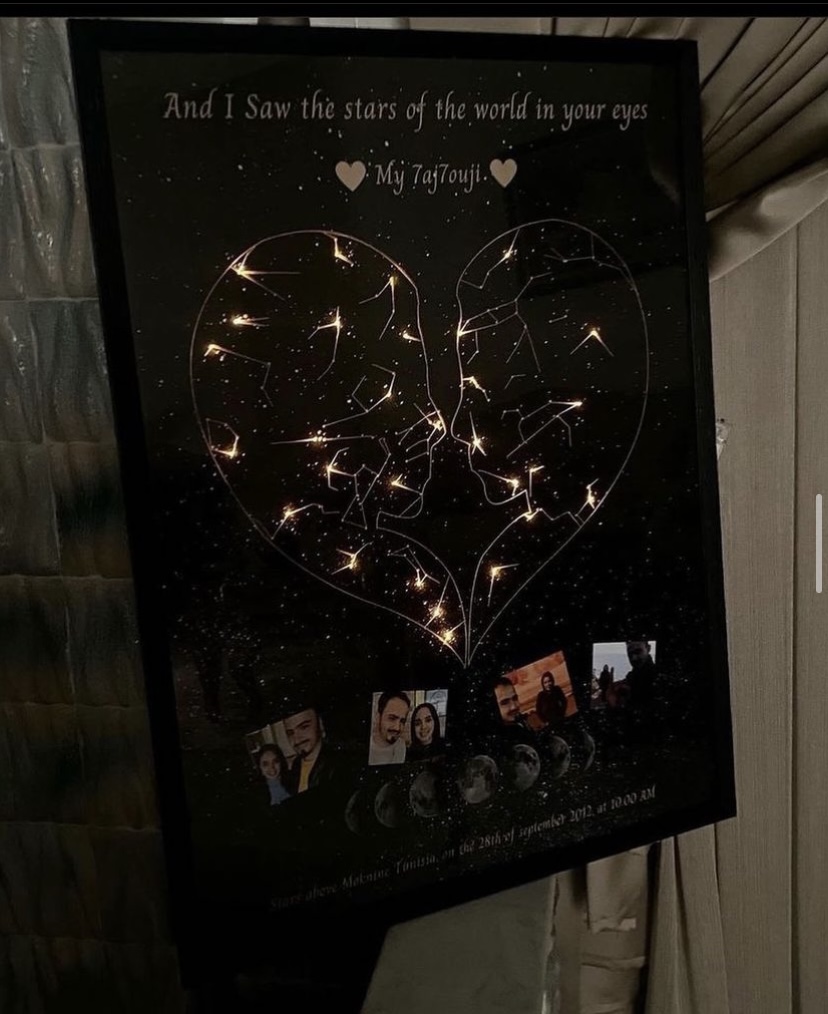 And I Saw the stars of the world in your eyes
My 7aj7ouji
Stars above Moknine Tunisia, on the 28th of september 2012, at 10:00 AM